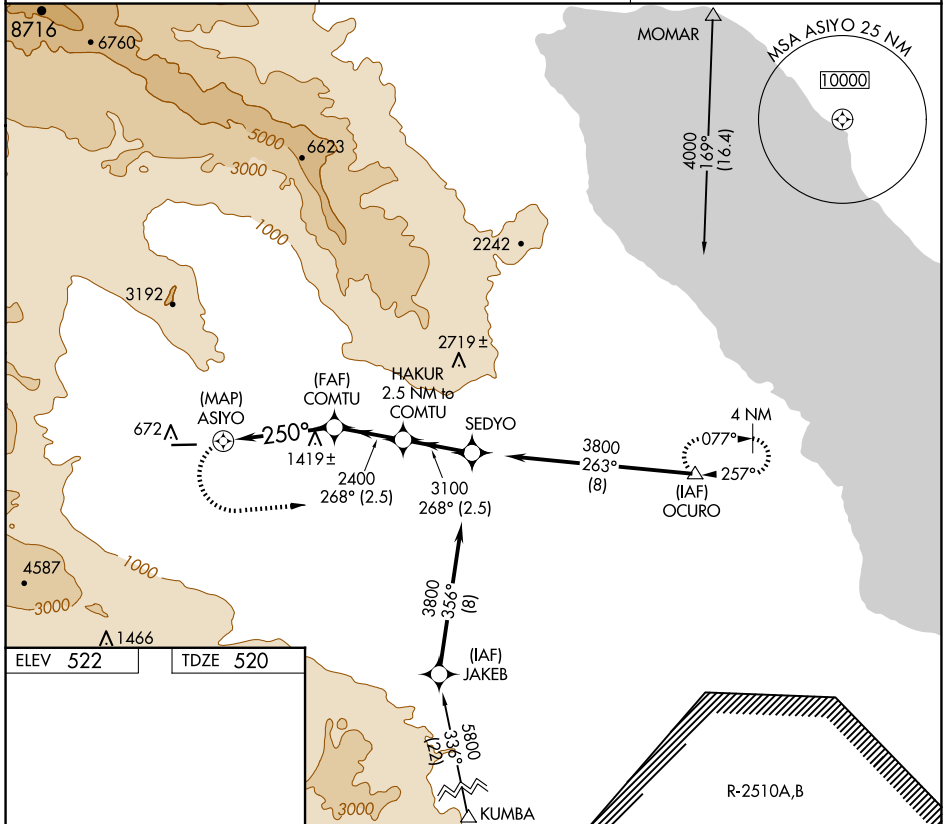 8716
6760
5000
6623
3000
1000
2242
3192
2719±
MOMAR
4000
169°
(16.4)
MSA ASIYO 25 NM
10000
(MAP)
ASIYO
672
250°
(FAF)
COMTU
1419±
HAKUR
2.5 NM to
COMTU
SEDYO
2400
268° (2.5)
3100
268° (2.5)
3800
263°
(8)
4 NM
077°
257°
(IAF)
OCURO
4587
3000
1000
1466
3800
356°
(8)
(IAF)
JAKEB
5800
336°
(22)
KUMBA
3000
R-2510A,B
ELEV 522
TDZE 520